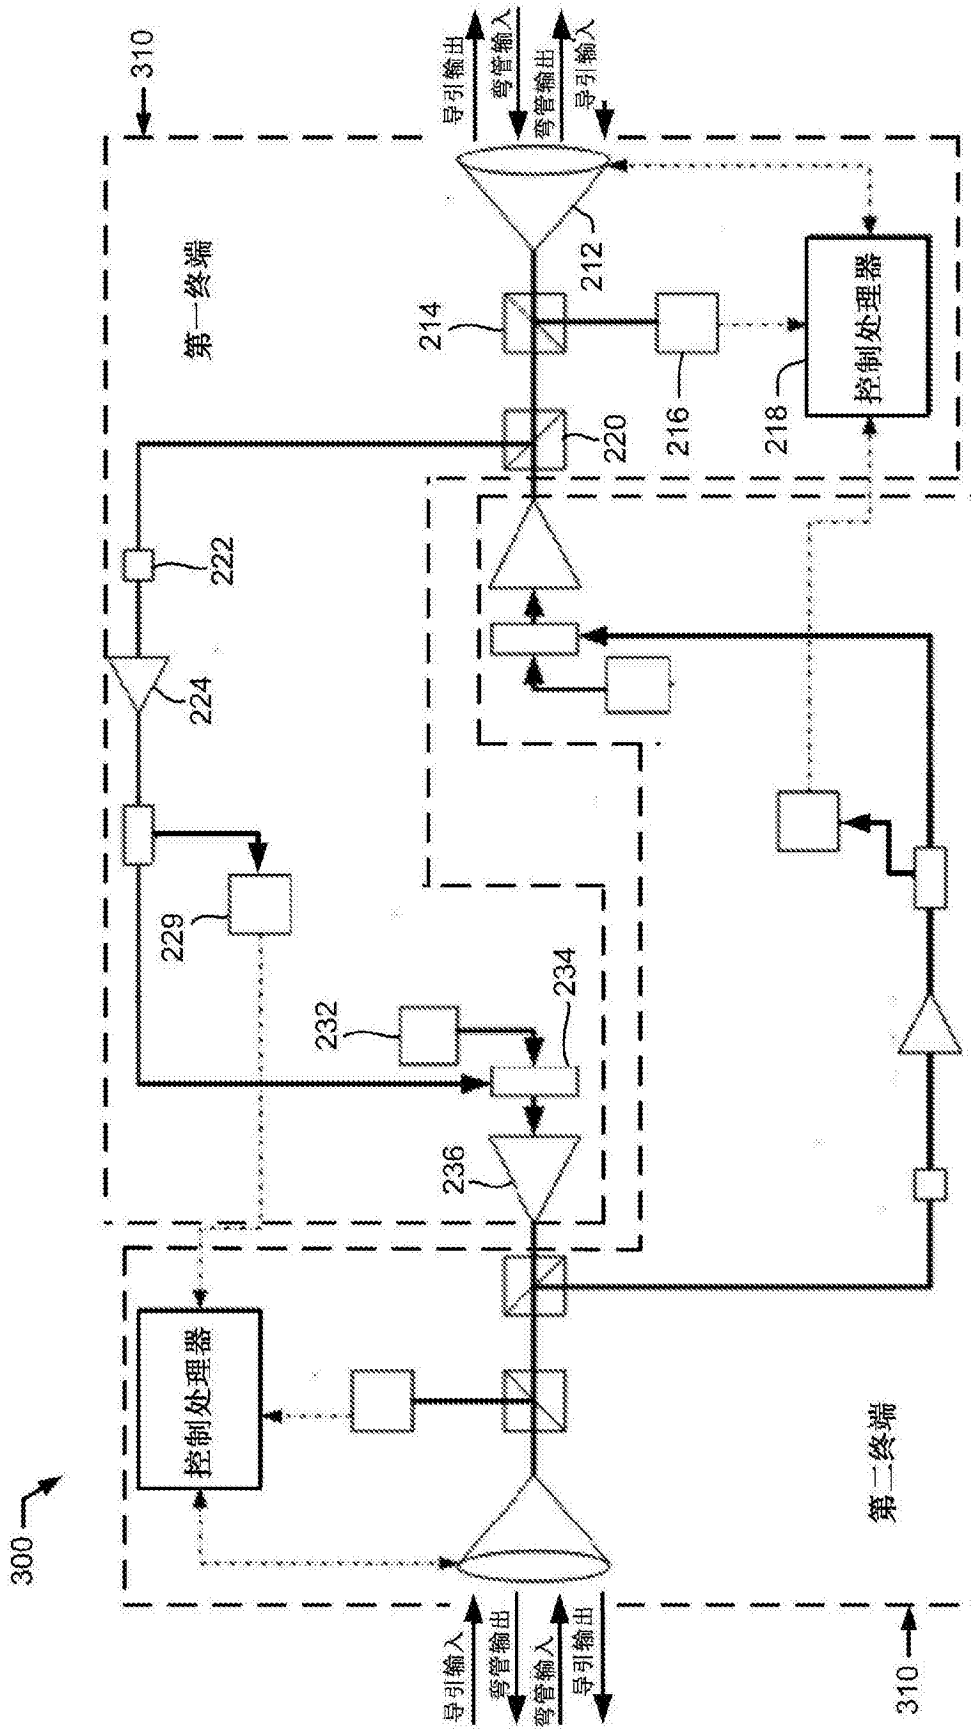 300
310
第一终端
导引输出
弯管输入
弯管输出
导引输入
212
214
216
218
控制处理器
220
222
224
229
232
234
236
控制处理器
第二终端
导引输入
弯管输出
弯管输入
导引输出
310